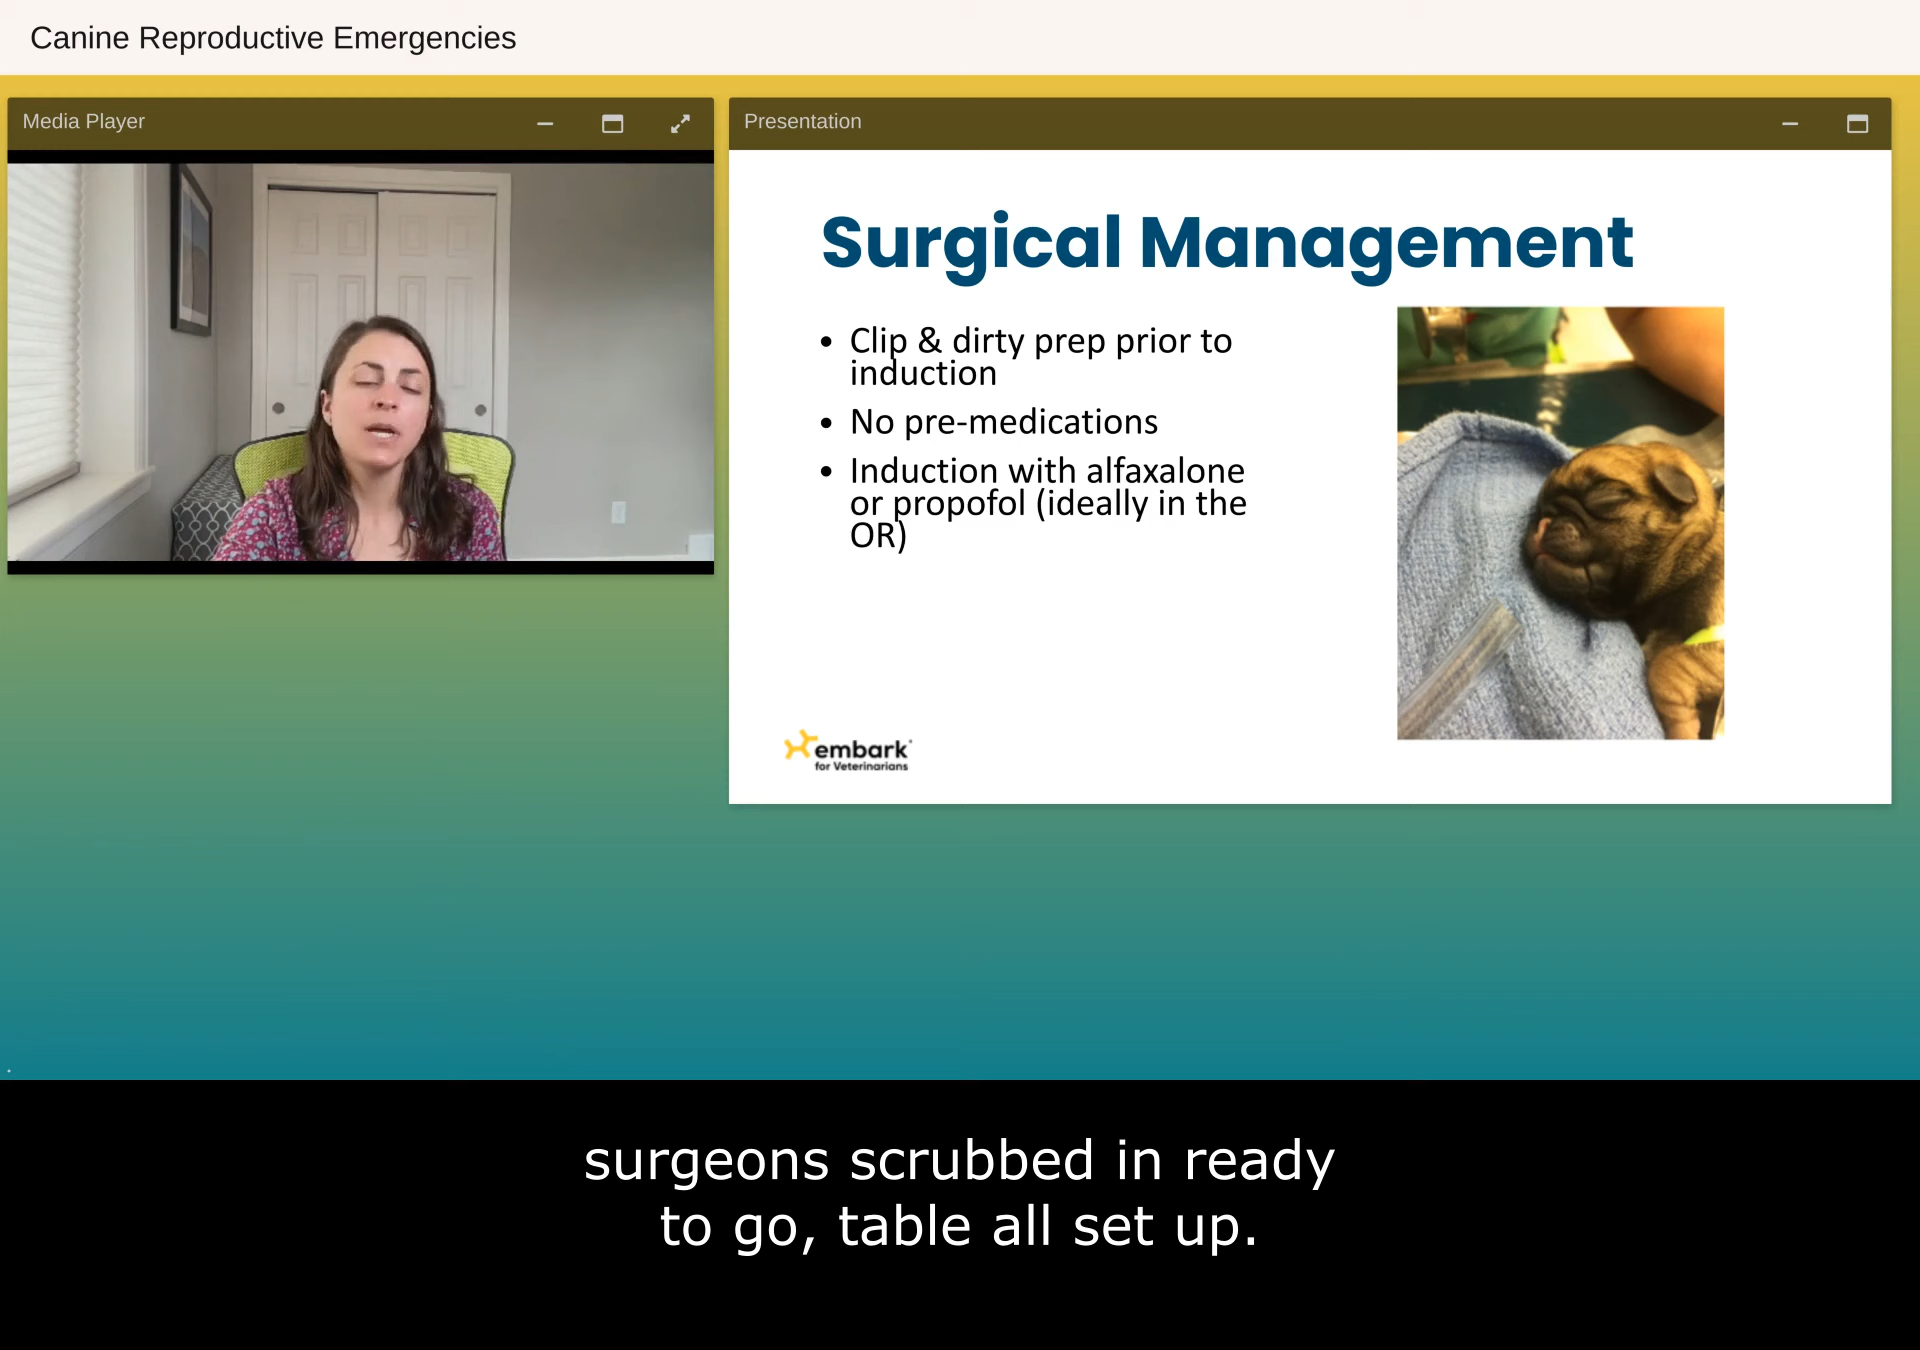 Canine Reproductive Emergencies
Media Player
Presentation
Surgical Management
• Clip & dirty prep prior to
induction
• No pre-medications
• Induction with alfaxalone
or propofol (ideally in the
OR)
embark
for Veterinarians
surgeons scrubbed in ready
to go, table all set up.